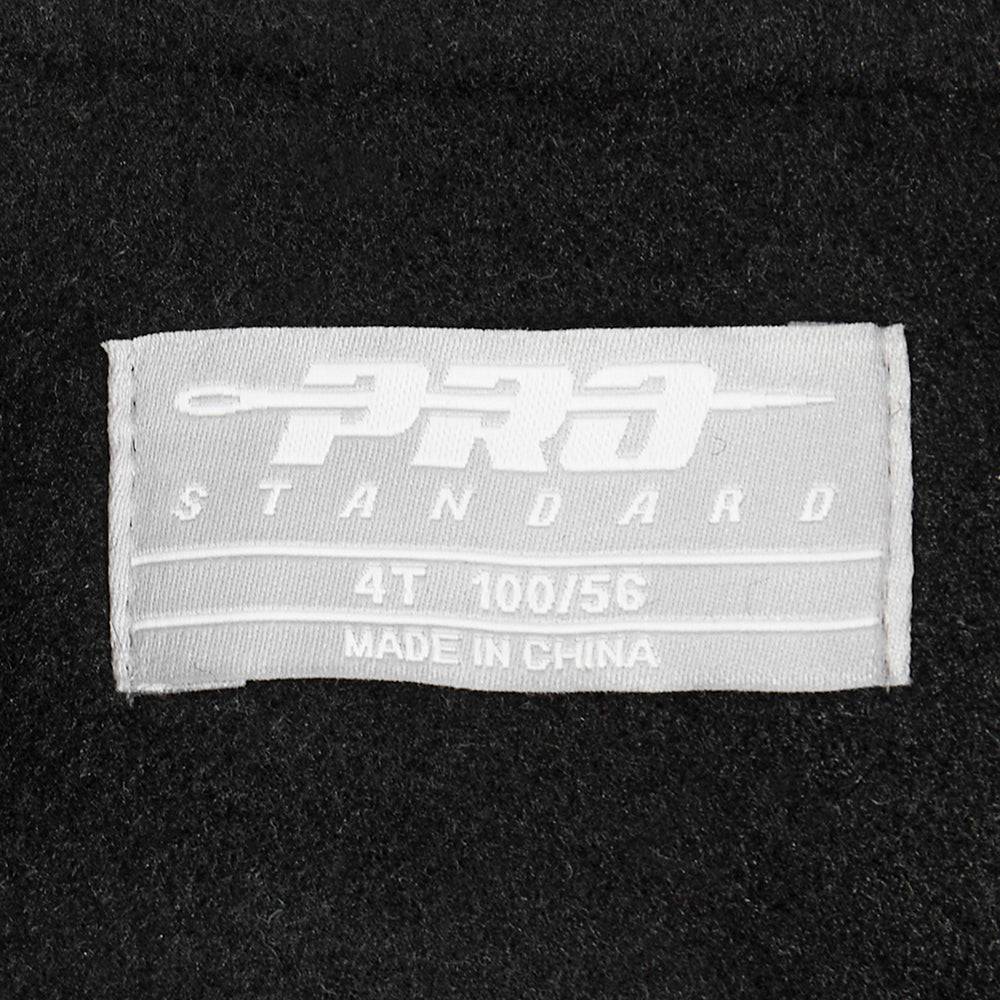 PRO
STANDARD
4T 100/56
MADE IN CHINA